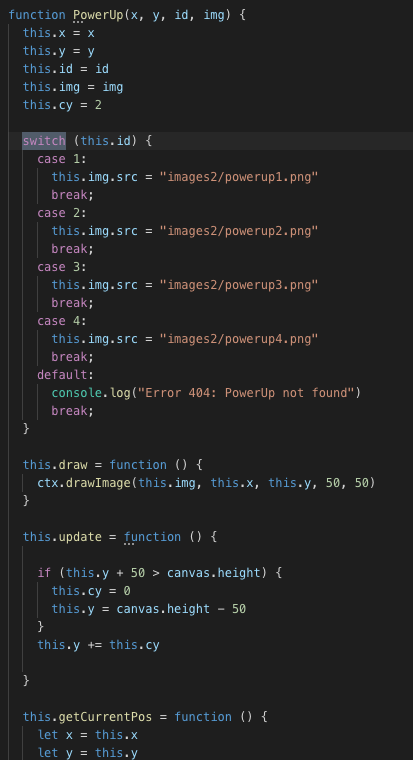 function PowerUp(x, y, id, img) {
this.x = x
this.y = y
this.id = id
this.img = img
this.cy = 2
switch (this.id) {
case 1:
this.img.src = "images2/powerup1.png"
break;
case 2:
this.img.src = "images2/powerup2.png"
break;
case 3:
this.img.src = "images2/powerup3.png"
break;
case 4:
this.img.src = "images2/powerup4.png"
break;
default:
console.log("Error 404: PowerUp not found")
break;
}
this.draw = function () {
ctx.drawImage(this.img, this.x, this.y, 50, 50)
}
this.update = function () {
if (this.y + 50 > canvas.height) {
this.cy = 0
this.y = canvas.height - 50
}
this.y += this.cy
}
this.getCurrentPos = function () {
let x = this.x
let y = this.y